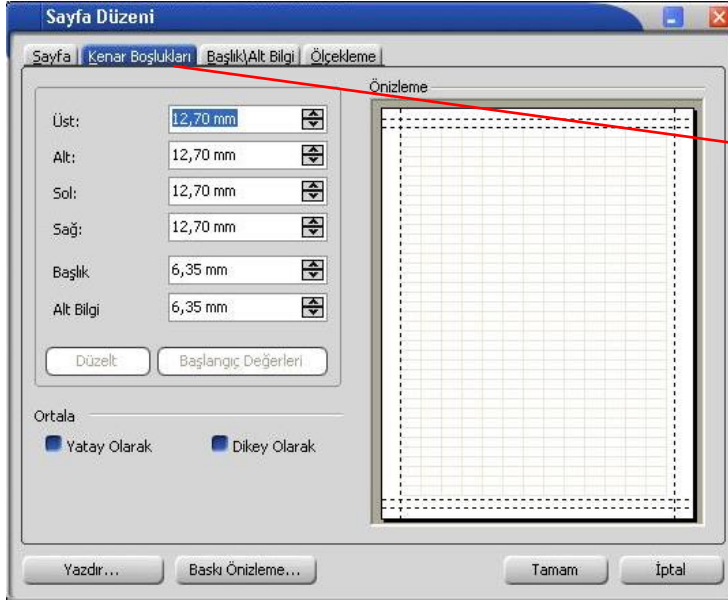 Sayfa Düzeni
Sayfa Kenar Boşlukları Başlık\Alt Bilgi Ölçekleme
Önizleme
Üst: 12,70 mm
Alt: 12,70 mm
Sol: 12,70 mm
Sağ: 12,70 mm
Başlık 6,35 mm
Alt Bilgi 6,35 mm
Düzelt Başlangıç Değerleri
Ortala
Yatay Olarak Dikey Olarak
Yazdır... Baskı Önizleme... Tamam İptal